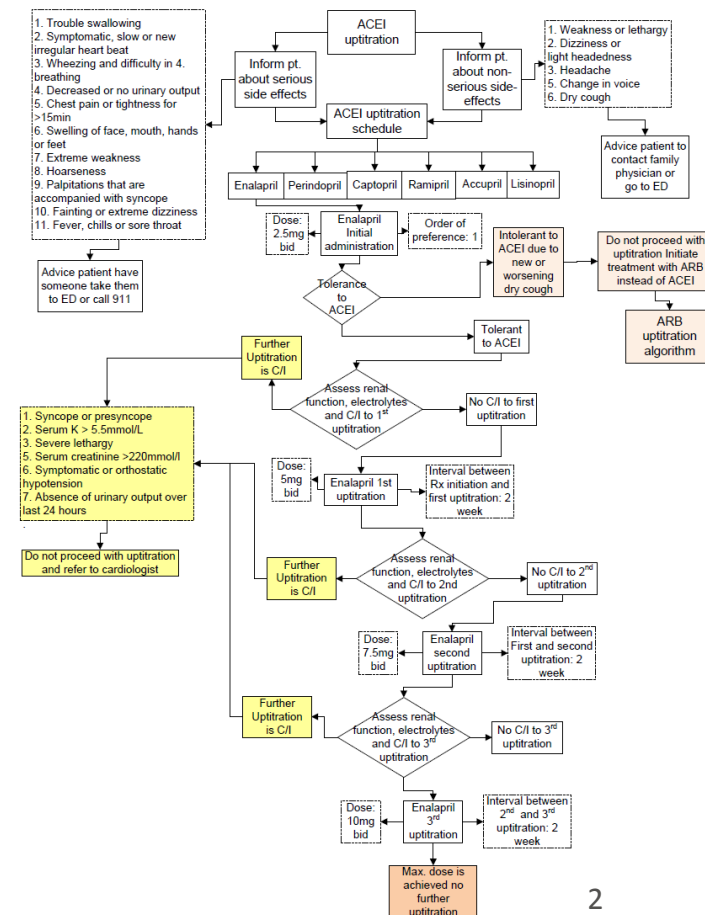 ACEI
uptitration
1. Trouble swallowing
2. Symptomatic, slow or new
irregular heart beat
3. Wheezing and difficulty in 4.
breathing
4. Decreased or no urinary output
5. Chest pain or tightness for
>15min
6. Swelling of face, mouth, hands
or feet
7. Extreme weakness
8. Hoarseness
9. Palpitations that are
accompanied with syncope
10. Fainting or extreme dizziness
11. Fever, chills or sore throat
Inform pt.
about serious
side effects
Inform pt.
about non-
serious side-
effects
1. Weakness or lethargy
2. Dizziness or
light headedness
3. Headache
5. Change in voice
6. Dry cough
ACEI uptitration
schedule
Advice patient to
contact family
physician or
go to ED
Enalapril
Perindopril
Captopril
Ramipril
Accupril
Lisinopril
Dose:
2.5mg
bid
Enalapril
Initial
administration
Order of
preference: 1
Intolerant to
ACEI due to
new or
worsening
dry cough
Do not proceed with
uptitration Initiate
treatment with ARB
instead of ACEI
Advice patient have
someone take them
to ED or call 911
Tolerance
to
ACEI
ARB
uptitration
algorithm
Tolerant
to ACEI
Further
Uptitration
is C/I
Assess renal
function, electrolytes
and C/I to 1st
uptitration
No C/I to first
uptitration
1. Syncope or presyncope
2. Serum K > 5.5mmol/L
3. Severe lethargy
5. Serum creatinine >220mmol/l
6. Symptomatic or orthostatic
hypotension
7. Absence of urinary output over
last 24 hours
.
Dose:
5mg
bid
Enalapril 1st
uptitration
Interval between
Rx initiation and
first uptitration: 2
week
Do not proceed with uptitration
and refer to cardiologist
Further
Uptitration
is C/I
Assess renal
function, electrolytes
and C/I to 2nd
uptitration
No C/I to 2nd
uptitration
Dose:
7.5mg
bid
Enalapril
second
uptitration
Interval between
First and second
uptitration: 2
week
Further
Uptitration
is C/I
Assess renal
function, electrolytes
and C/I to 3rd
uptitration
No C/I to 3rd
uptitration
Dose:
10mg
bid
Enalapril
3rd
uptitration
Interval between
2nd and 3rd
uptitration: 2
week
Max. dose is
achieved no
further
uptitration
2